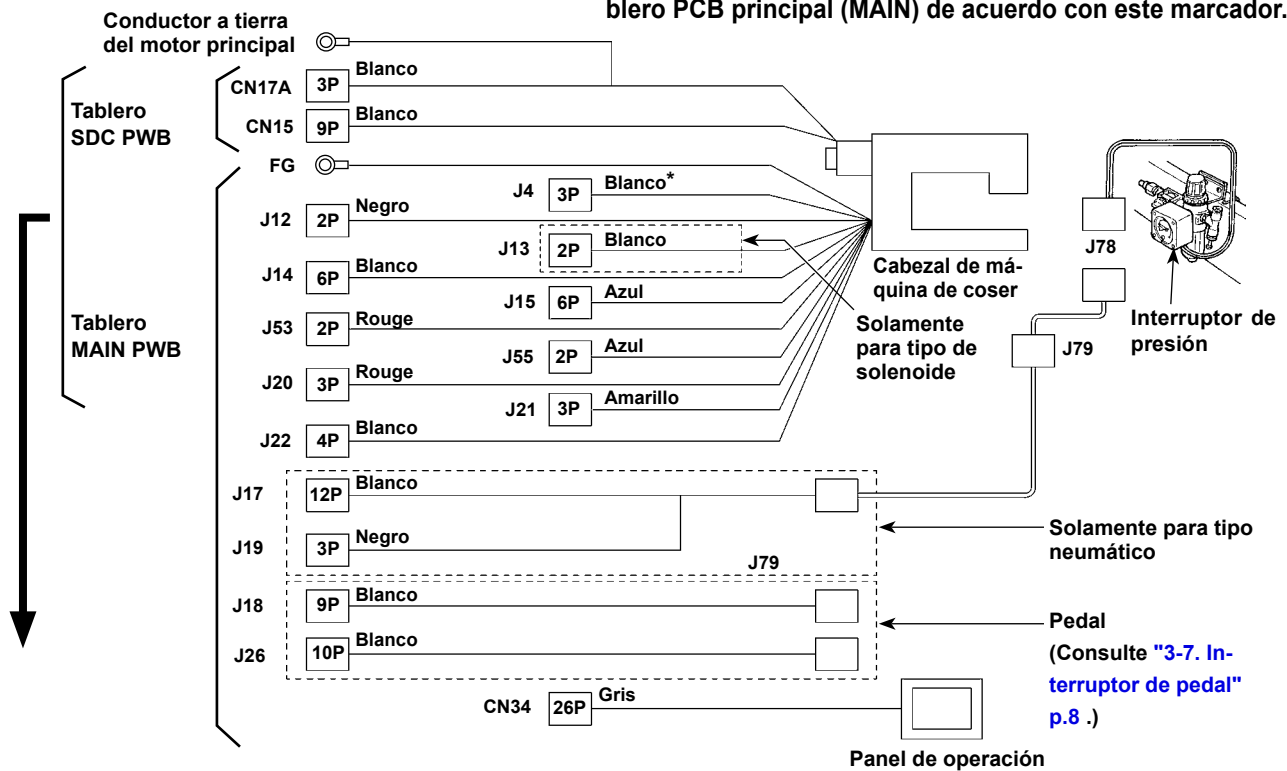 blero PCB principal (MAIN) de acuerdo con este marcador.
Conductor a tierra
del motor principal
Tablero
SDC PWB
CN17A 3P Blanco
CN15 9P Blanco
FG
J4 3P Blanco*
J12 2P Negro
J13 2P Blanco
J14 6P Blanco
J15 6P Azul
Tablero
MAIN PWB
J53 2P Rouge
J55 2P Azul
J20 3P Rouge
J21 3P Amarillo
J22 4P Blanco
Cabezal de má-
quina de coser
Solamente
para tipo de
solenoide
J78
Interruptor de
presión
J79
J17 12P Blanco
J19 3P Negro
J79
Solamente para tipo
neumático
J18 9P Blanco
J26 10P Blanco
Pedal
(Consulte "3-7. In-
terruptor de pedal"
p.8 .)
CN34 26P Gris
Panel de operación